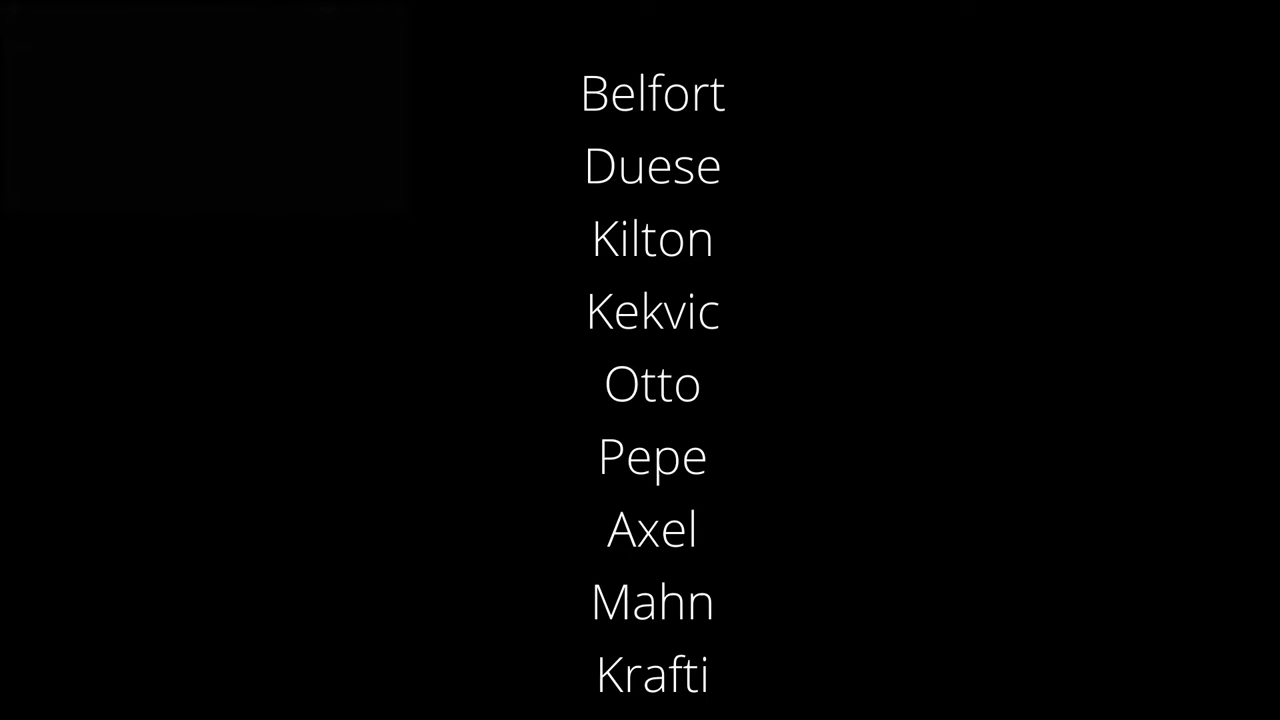 Belfort
Duese
Kilton
Kekvic
Otto
Pepe
Axel
Mahn
Krafti